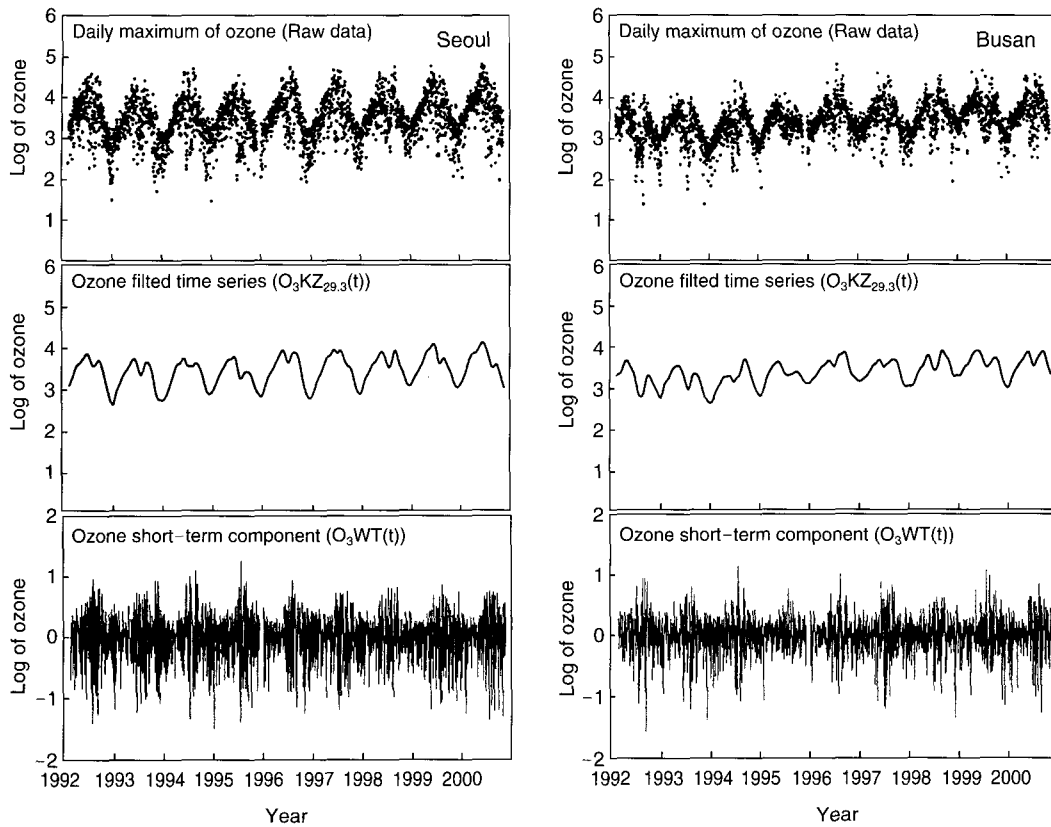 Daily maximum of ozone (Raw data)
Seoul
Log of ozone
6
5
4
3
2
1
Ozone filted time series (O₃KZ₂₉.₃(t))
Log of ozone
6
5
4
3
2
1
Ozone short-term component (O₃WT(t))
Log of ozone
2
1
0
-1
-2
1992 1993 1994 1995 1996 1997 1998 1999 2000
Year
Daily maximum of ozone (Raw data)
Busan
Log of ozone
6
5
4
3
2
1
Ozone filted time series (O₃KZ₂₉.₃(t))
Log of ozone
6
5
4
3
2
1
Ozone short-term component (O₃WT(t))
Log of ozone
2
1
0
-1
-2
1992 1993 1994 1995 1996 1997 1998 1999 2000
Year